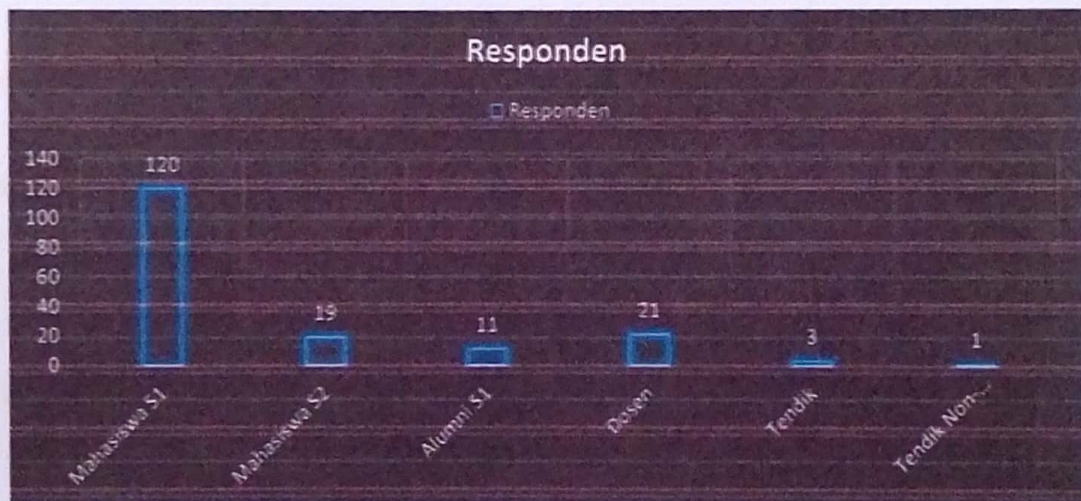 Responden
Responden
140
120
100
80
60
40
20
0
120
19
11
21
3
1
Mahasiswa S1
Mahasiswa S2
Alumni S1
Dosen
Tendik
Tendik Non-...